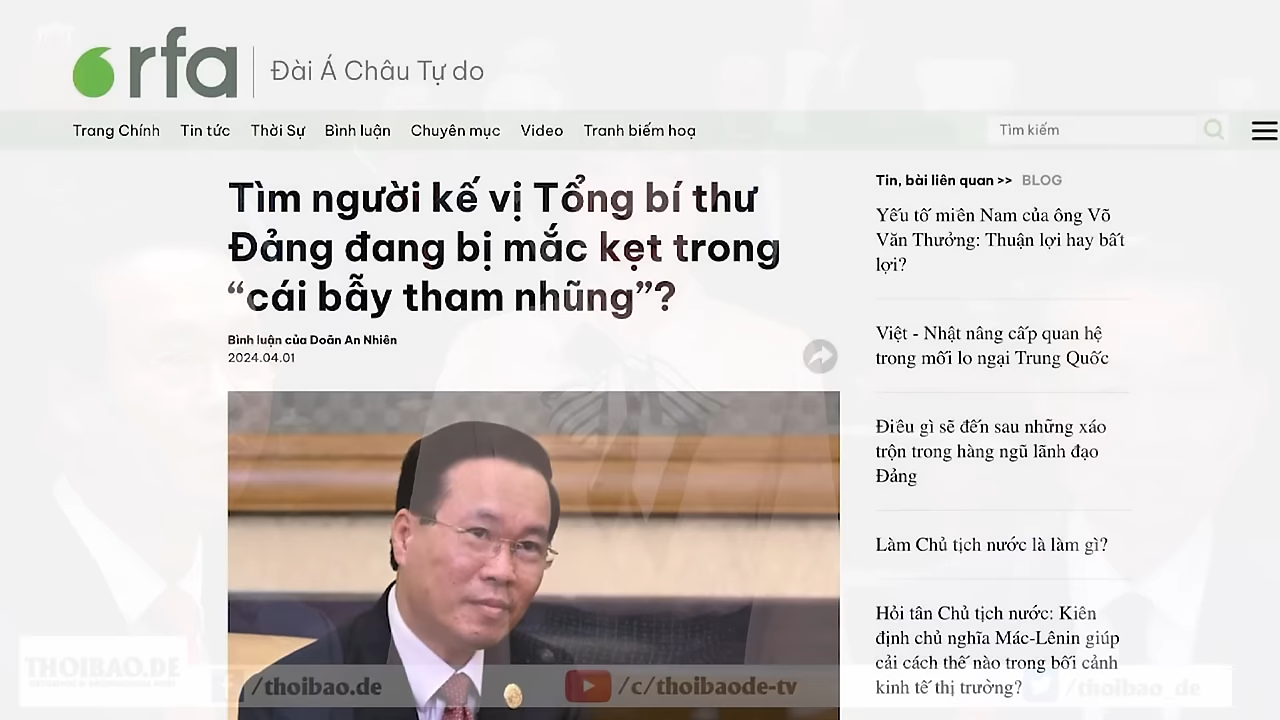 rfa
Đài Á Châu Tự do
Trang Chính Tin tức Thời Sự Bình luận Chuyên mục Video Tranh biếm hoạ
Tìm kiếm
Tìm người kế vị Tổng bí thư
Đảng đang bị mắc kẹt trong
“cái bẫy tham nhũng”?
Bình luận của Doãn An Nhiên
2024.04.01
Tin, bài liên quan >> BLOG
Yếu tố miên Nam của ông Võ
Văn Thưởng: Thuận lợi hay bất
lợi?
Việt - Nhật nâng cấp quan hệ
trong mối lo ngại Trung Quốc
Điêu gì sẽ đến sau những xáo
trộn trong hàng ngũ lãnh đạo
Đảng
Làm Chủ tịch nước là làm gì?
Hỏi tân Chủ tịch nước: Kiên
định chủ nghĩa Mác-Lênin giúp
cải cách thế nào trong bối cảnh
kinh tế thị trường?
THOIBAO.DE
/thoibao.de
/c/thoibaode-tv
/thoibao_de